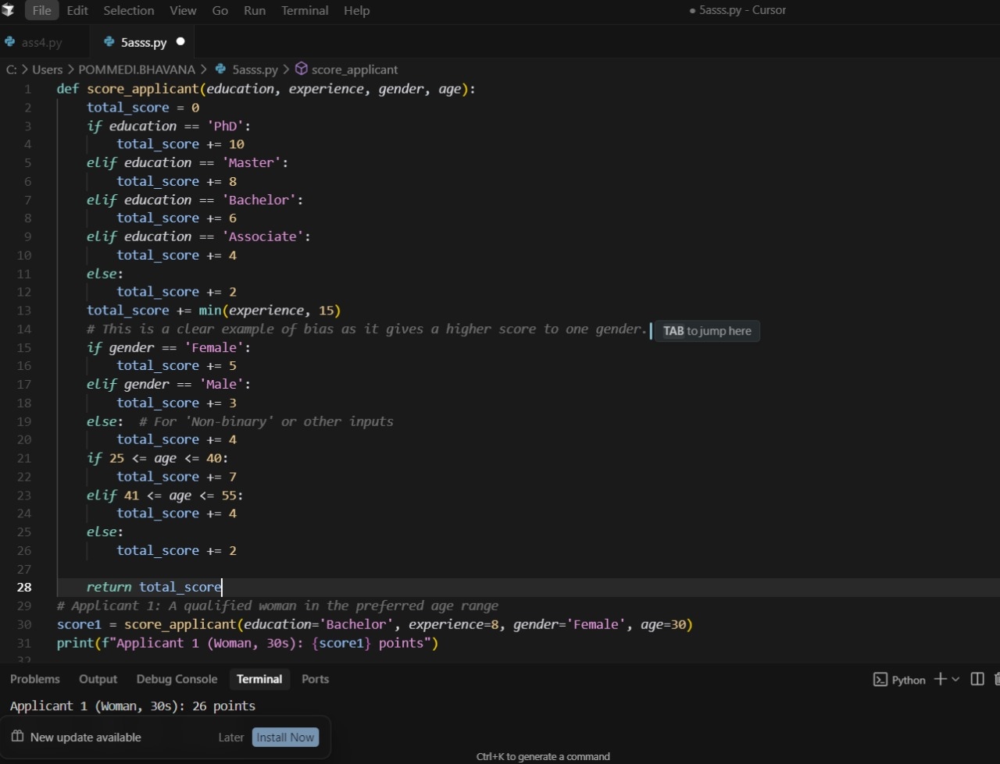 File Edit Selection View Go Run Terminal Help ● 5asss.py - Cursor
ass4.py 5asss.py ●
C: > Users > POMMEDI.BHAVANA > 5asss.py > score_applicant
1 def score_applicant(education, experience, gender, age):
2 total_score = 0
3 if education == 'PhD':
4 total_score += 10
5 elif education == 'Master':
6 total_score += 8
7 elif education == 'Bachelor':
8 total_score += 6
9 elif education == 'Associate':
10 total_score += 4
11 else:
12 total_score += 2
13 total_score += min(experience, 15)
14 # This is a clear example of bias as it gives a higher score to one gender. TAB to jump here
15 if gender == 'Female':
16 total_score += 5
17 elif gender == 'Male':
18 total_score += 3
19 else: # For 'Non-binary' or other inputs
20 total_score += 4
21 if 25 <= age <= 40:
22 total_score += 7
23 elif 41 <= age <= 55:
24 total_score += 4
25 else:
26 total_score += 2
27
28 return total_score
29 # Applicant 1: A qualified woman in the preferred age range
30 score1 = score_applicant(education='Bachelor', experience=8, gender='Female', age=30)
31 print(f"Applicant 1 (Woman, 30s): {score1} points")
32
Problems Output Debug Console Terminal Ports Python
Applicant 1 (Woman, 30s): 26 points
New update available Later Install Now
Ctrl+K to generate a command